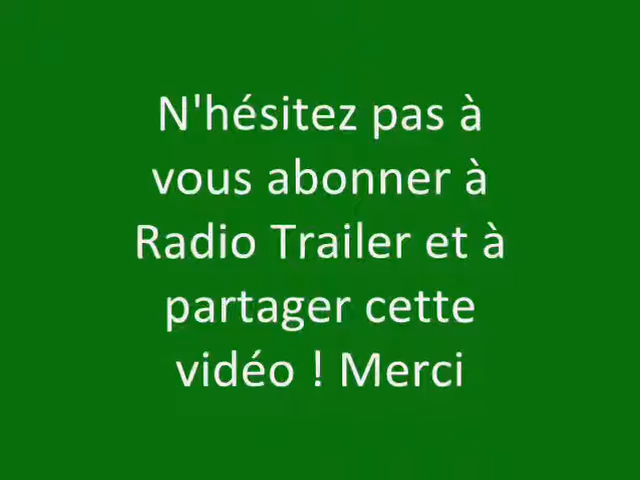 N'hésitez pas à
vous abonner à
Radio Trailer et à
partager cette
vidéo ! Merci